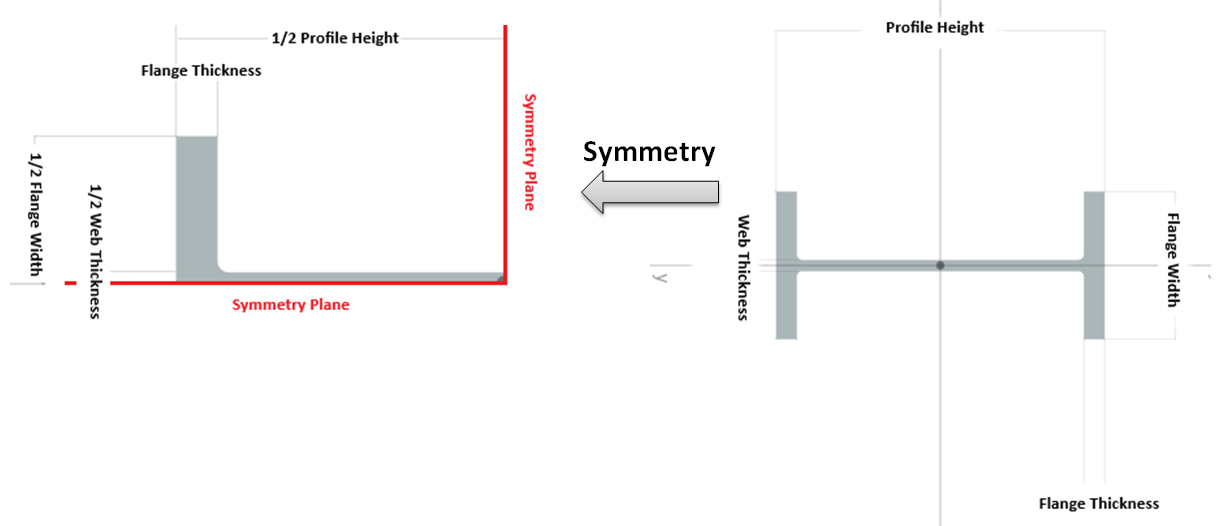 1/2 Profile Height
Flange Thickness
Symmetry Plane
1/2 Flange Width
1/2 Web Thickness
Symmetry Plane
Symmetry
Profile Height
Web Thickness
Flange Width
y
Flange Thickness